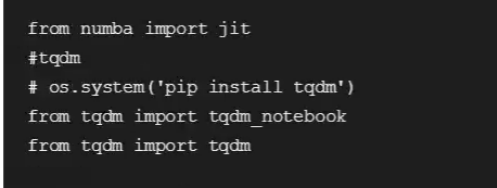 from numba import jit
#tqdm
# os.system('pip install tqdm')
from tqdm import tqdm_notebook
from tqdm import tqdm